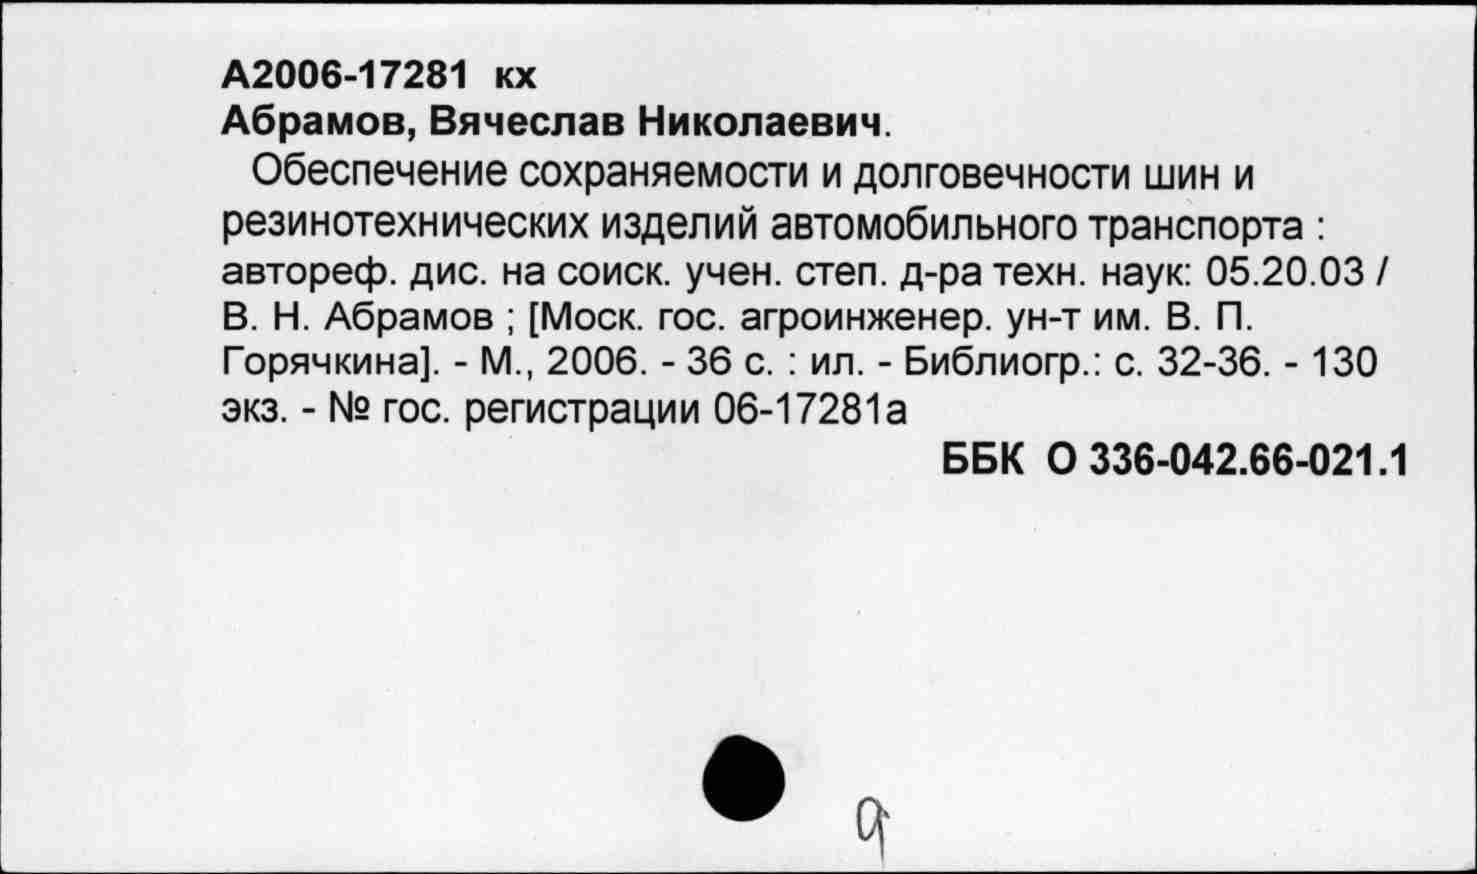 А2006-17281 кх
Абрамов, Вячеслав Николаевич.
Обеспечение сохраняемости и долговечности шин и
резинотехнических изделий автомобильного транспорта :
автореф. дис. на соиск. учен. степ. д-ра техн. наук: 05.20.03 /
В. Н. Абрамов ; [Моск. гос. агроинженер. ун-т им. В. П.
Горячкина]. - М., 2006. - 36 с. : ил. - Библиогр.: с. 32-36. - 130
экз. - № гос. регистрации 06-17281а
ББК О 336-042.66-021.1